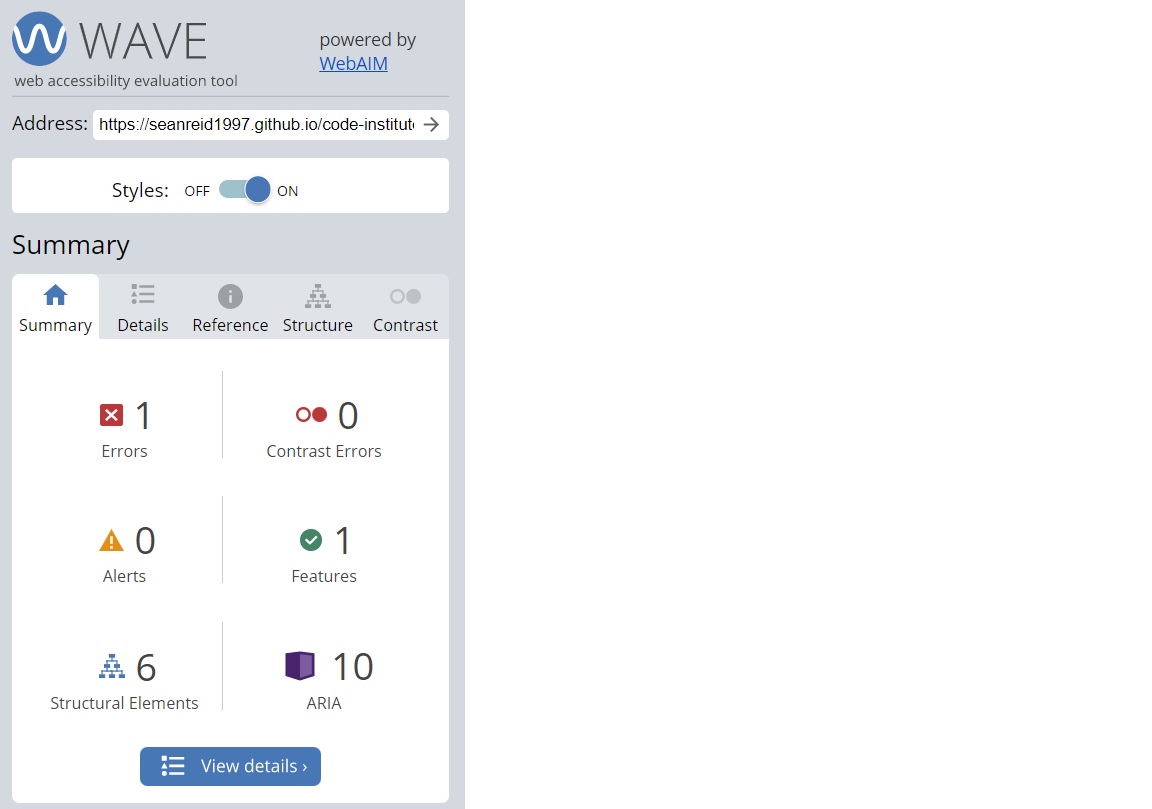 WAVE
web accessibility evaluation tool
powered by
WebAIM
Address: https://seanreid1997.github.io/code-institut
Styles: OFF ON
Summary
Summary Details Reference Structure Contrast
1
Errors
0
Contrast Errors
0
Alerts
1
Features
6
Structural Elements
10
ARIA
View details ›